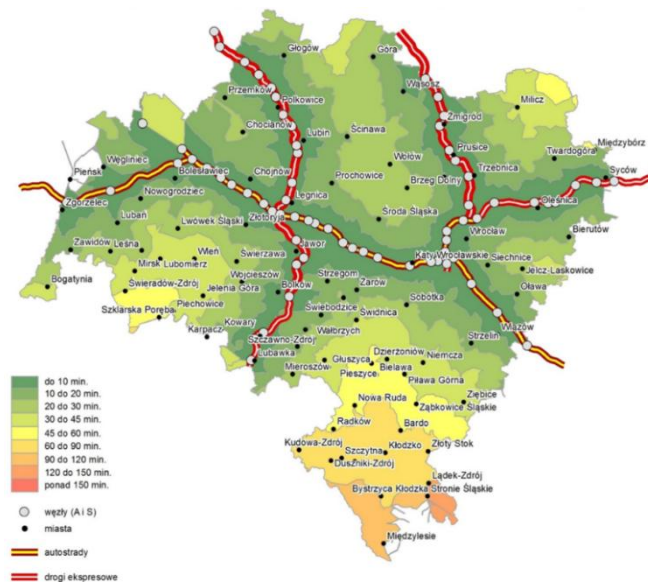 Głogów
Góra
Wąsosz
Przemków
Polkowice
Milicz
Żmigród
Chocianów
Lubin
Ścinawa
Prusice
Międzybórz
Twardogóra
Pieńsk
Węgliniec
Bolesławiec
Chojnów
Wołów
Trzebnica
Syców
Prochowice
Brzeg Dolny
Zgorzelec
Nowogrodziec
Legnica
Oleśnica
Lubań
Lwówek Śląski
Złotoryja
Środa Śląska
Wrocław
Bierutów
Zawidów
Leśna
Wleń
Świerzawa
Jawor
Kąty Wrocławskie
Siechnice
Mirsk
Lubomierz
Wojcieszów
Strzegom
Jelcz-Laskowice
Bogatynia
Świeradów-Zdrój
Jelenia Góra
Bolków
Żarów
Sobótka
Oława
Piechowice
Świebodzice
Szklarska Poręba
Kowary
Świdnica
Wiązów
Karpacz
Wałbrzych
Szczawno-Zdrój
Strzelin
Lubawka
Głuszyca
Dzierżoniów
Niemcza
Mieroszów
Pieszyce
Bielawa
Piława Górna
Ziębice
Nowa Ruda
Ząbkowice Śląskie
Radków
Bardo
Kudowa-Zdrój
Szczytna
Kłodzko
Złoty Stok
Duszniki-Zdrój
Lądek-Zdrój
Bystrzyca Kłodzka
Stronie Śląskie
Międzylesie
do 10 min.
10 do 20 min.
20 do 30 min.
30 do 45 min.
45 do 60 min.
60 do 90 min.
90 do 120 min.
120 do 150 min.
ponad 150 min.
węzły (A i S)
miasta
autostrady
drogi ekspresowe